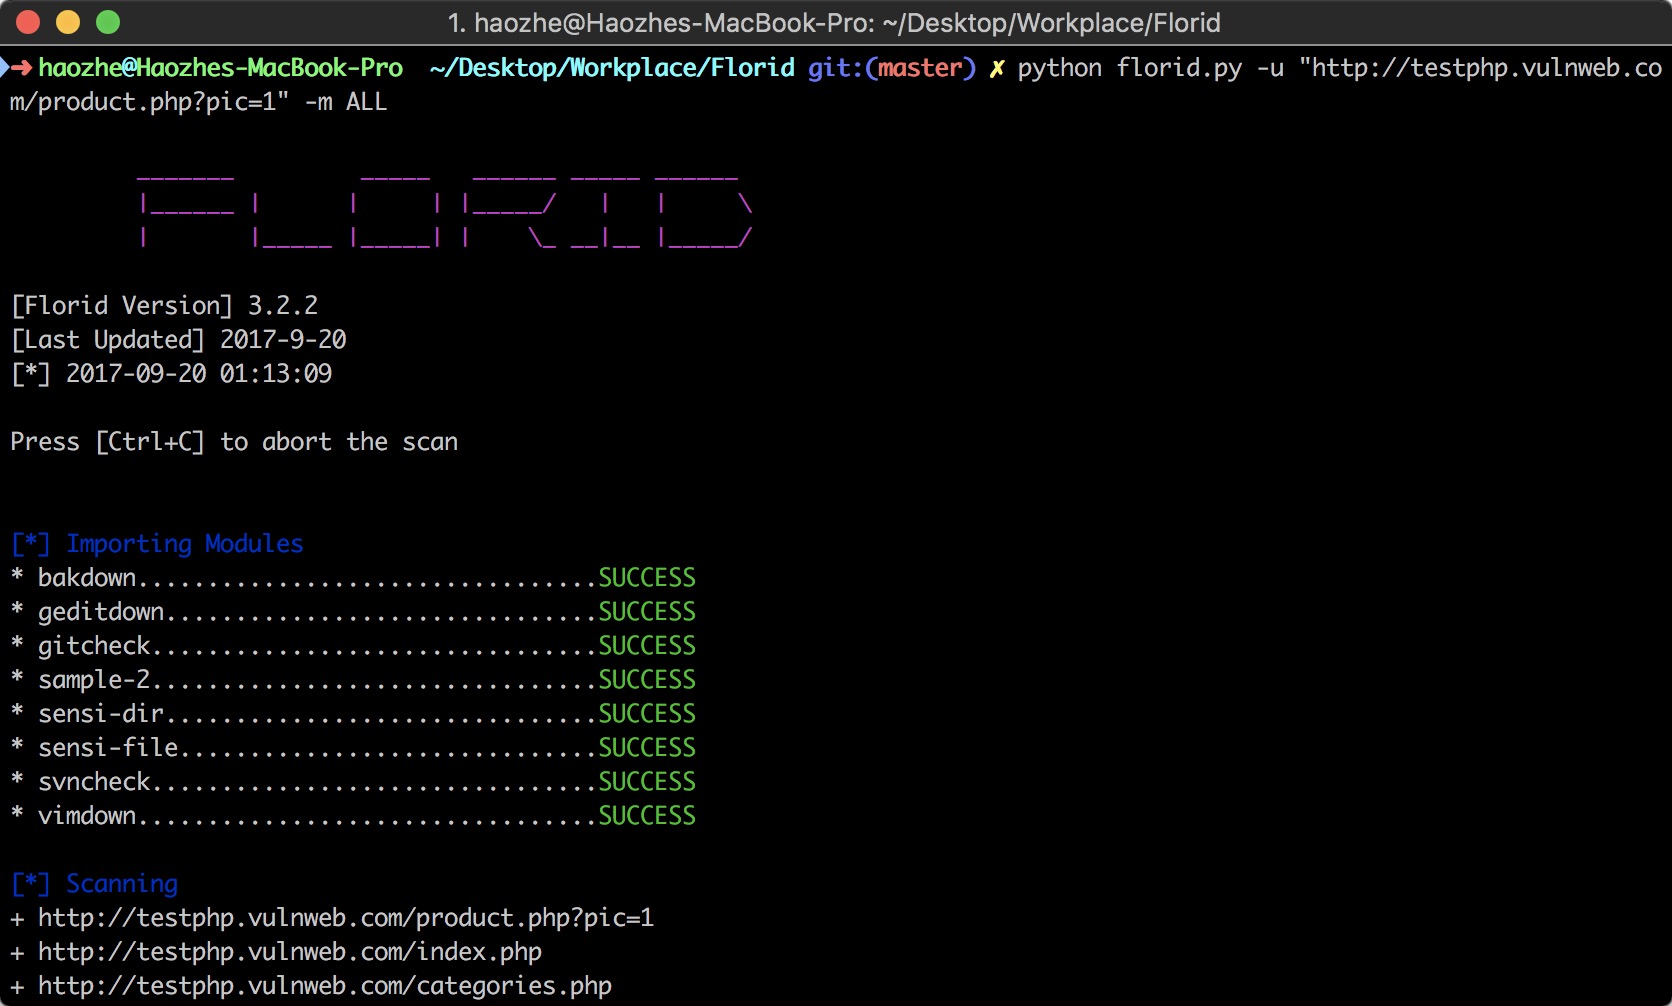 1. haozhe@Haozhes-MacBook-Pro: ~/Desktop/Workplace/Florid
➜ haozhe@Haozhes-MacBook-Pro  ~/Desktop/Workplace/Florid git:(master) ✗ python florid.py -u "http://testphp.vulnweb.co
m/product.php?pic=1" -m ALL
FLORID
[Florid Version] 3.2.2
[Last Updated] 2017-9-20
[*] 2017-09-20 01:13:09
Press [Ctrl+C] to abort the scan
[*] Importing Modules
* bakdown.................................SUCCESS
* geditdown...............................SUCCESS
* gitcheck................................SUCCESS
* sample-2................................SUCCESS
* sensi-dir...............................SUCCESS
* sensi-file..............................SUCCESS
* svncheck................................SUCCESS
* vimdown.................................SUCCESS
[*] Scanning
+ http://testphp.vulnweb.com/product.php?pic=1
+ http://testphp.vulnweb.com/index.php
+ http://testphp.vulnweb.com/categories.php